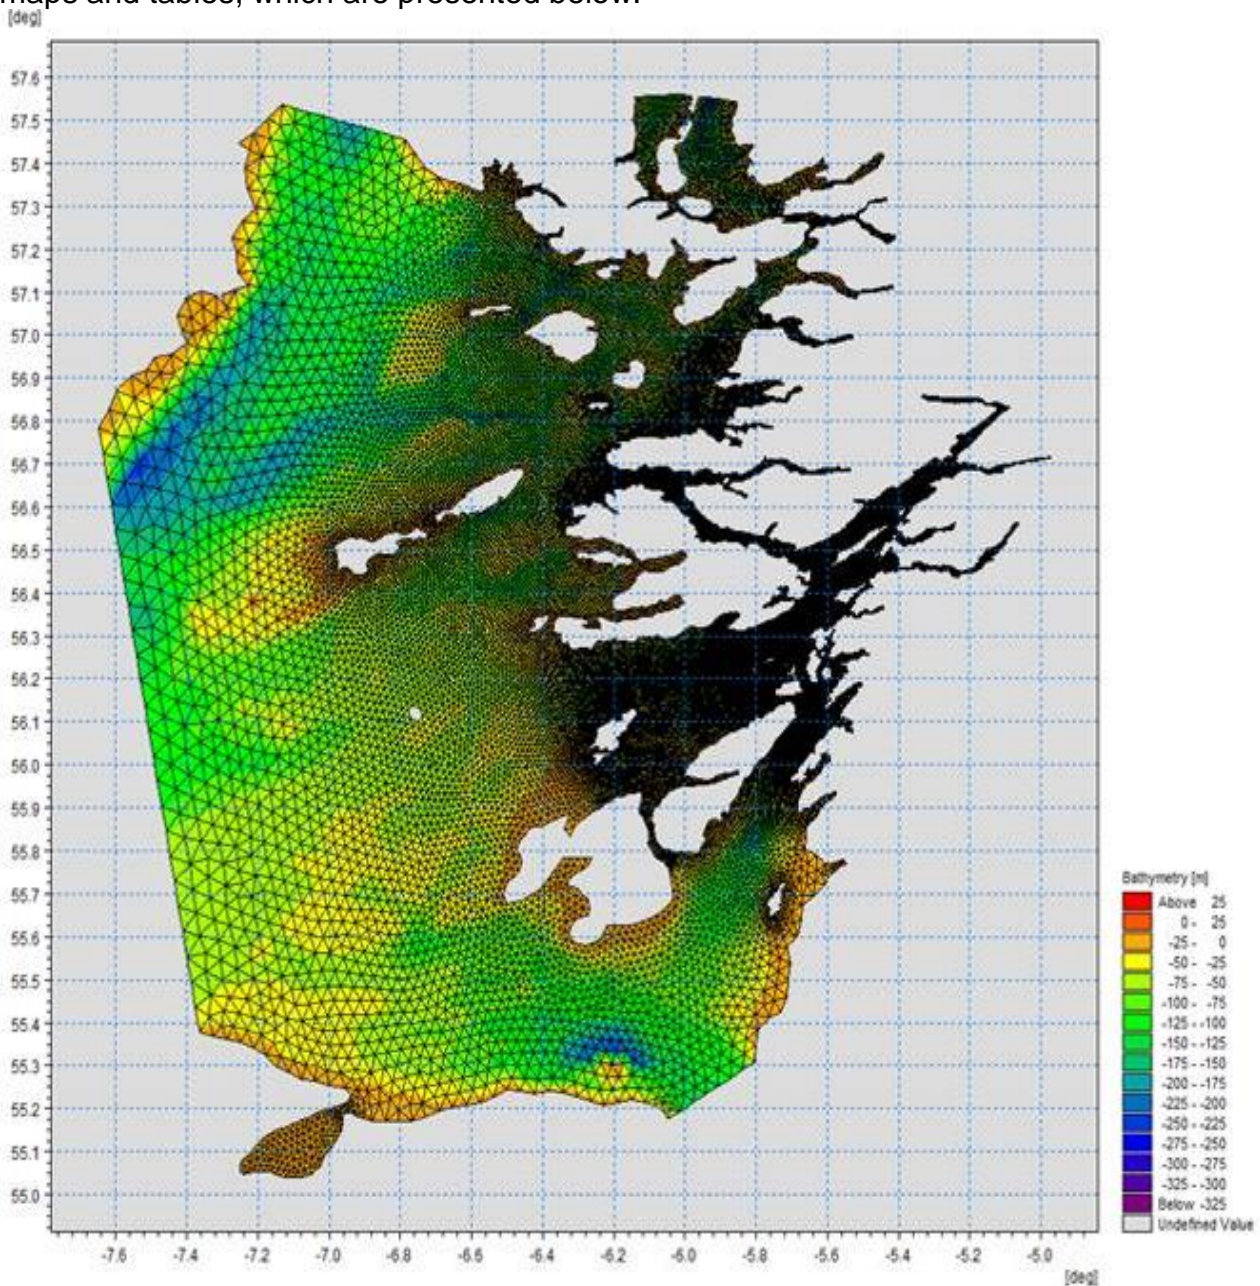 maps and tables, which are presented below.
[deg]
57.6
57.5
57.4
57.3
57.2
57.1
57.0
56.9
56.8
56.7
56.6
56.5
56.4
56.3
56.2
56.1
56.0
55.9
55.8
55.7
55.6
55.5
55.4
55.3
55.2
55.1
55.0
-7.6 -7.4 -7.2 -7.0 -6.8 -6.6 -6.4 -6.2 -6.0 -5.8 -5.6 -5.4 -5.2 -5.0
[deg]
Bathymetry [m]
Above 25
0 - 25
-25 - 0
-50 - -25
-75 - -50
-100 - -75
-125 - -100
-150 - -125
-175 - -150
-200 - -175
-225 - -200
-250 - -225
-275 - -250
-300 - -275
-325 - -300
Below -325
Undefined Value